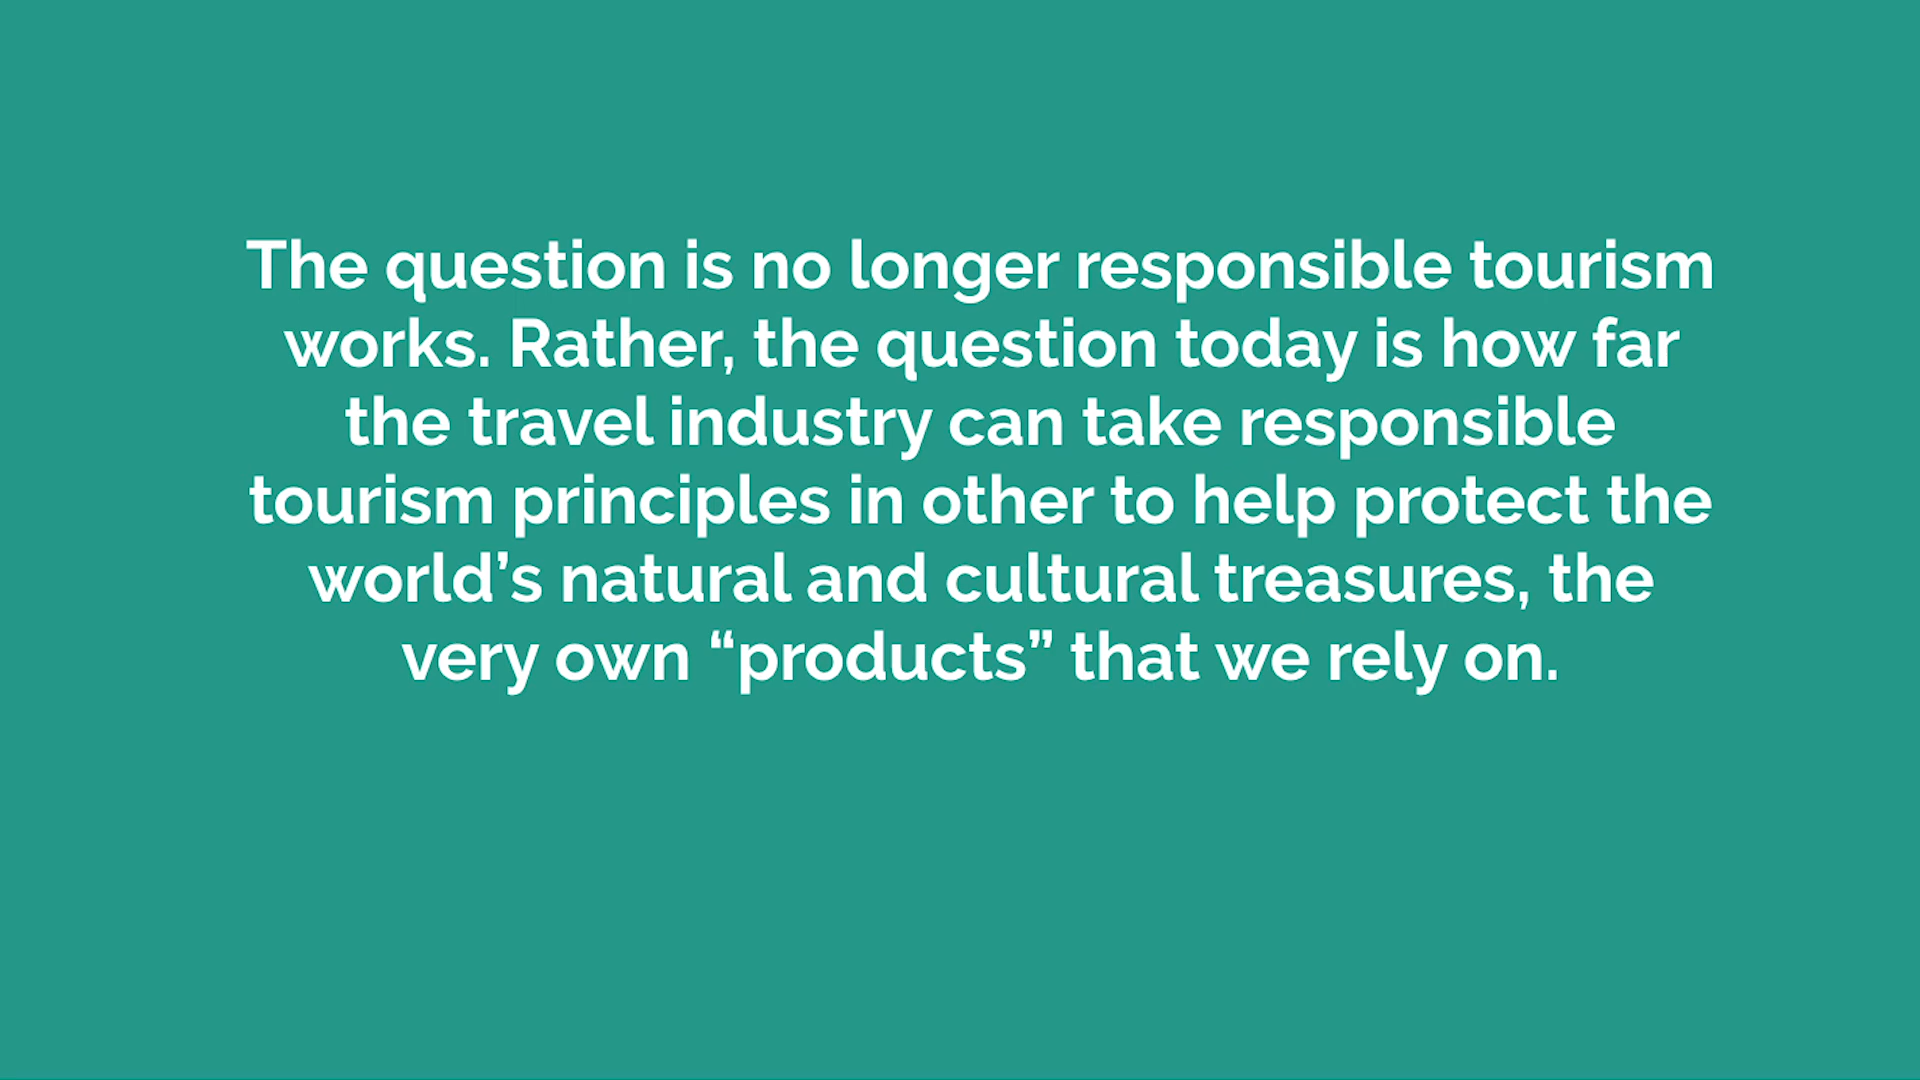 The question is no longer responsible tourism
works. Rather, the question today is how far
the travel industry can take responsible
tourism principles in other to help protect the
world’s natural and cultural treasures, the
very own “products” that we rely on.